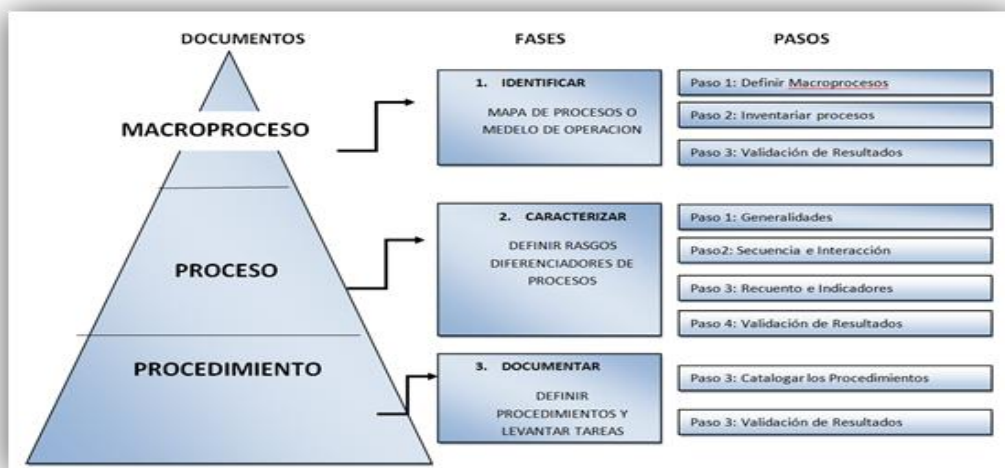 DOCUMENTOS
FASES
PASOS
MACROPROCESO
PROCESO
PROCEDIMIENTO
1. IDENTIFICAR
MAPA DE PROCESOS O
MEDELO DE OPERACION
Paso 1: Definir Macroprocesos
Paso 2: Inventariar procesos
Paso 3: Validación de Resultados
2. CARACTERIZAR
DEFINIR RASGOS
DIFERENCIADORES DE
PROCESOS
Paso 1: Generalidades
Paso2: Secuencia e Interacción
Paso 3: Recuento e Indicadores
Paso 4: Validación de Resultados
3. DOCUMENTAR
DEFINIR
PROCEDIMIENTOS Y
LEVANTAR TAREAS
Paso 3: Catalogar los Procedimientos
Paso 3: Validación de Resultados